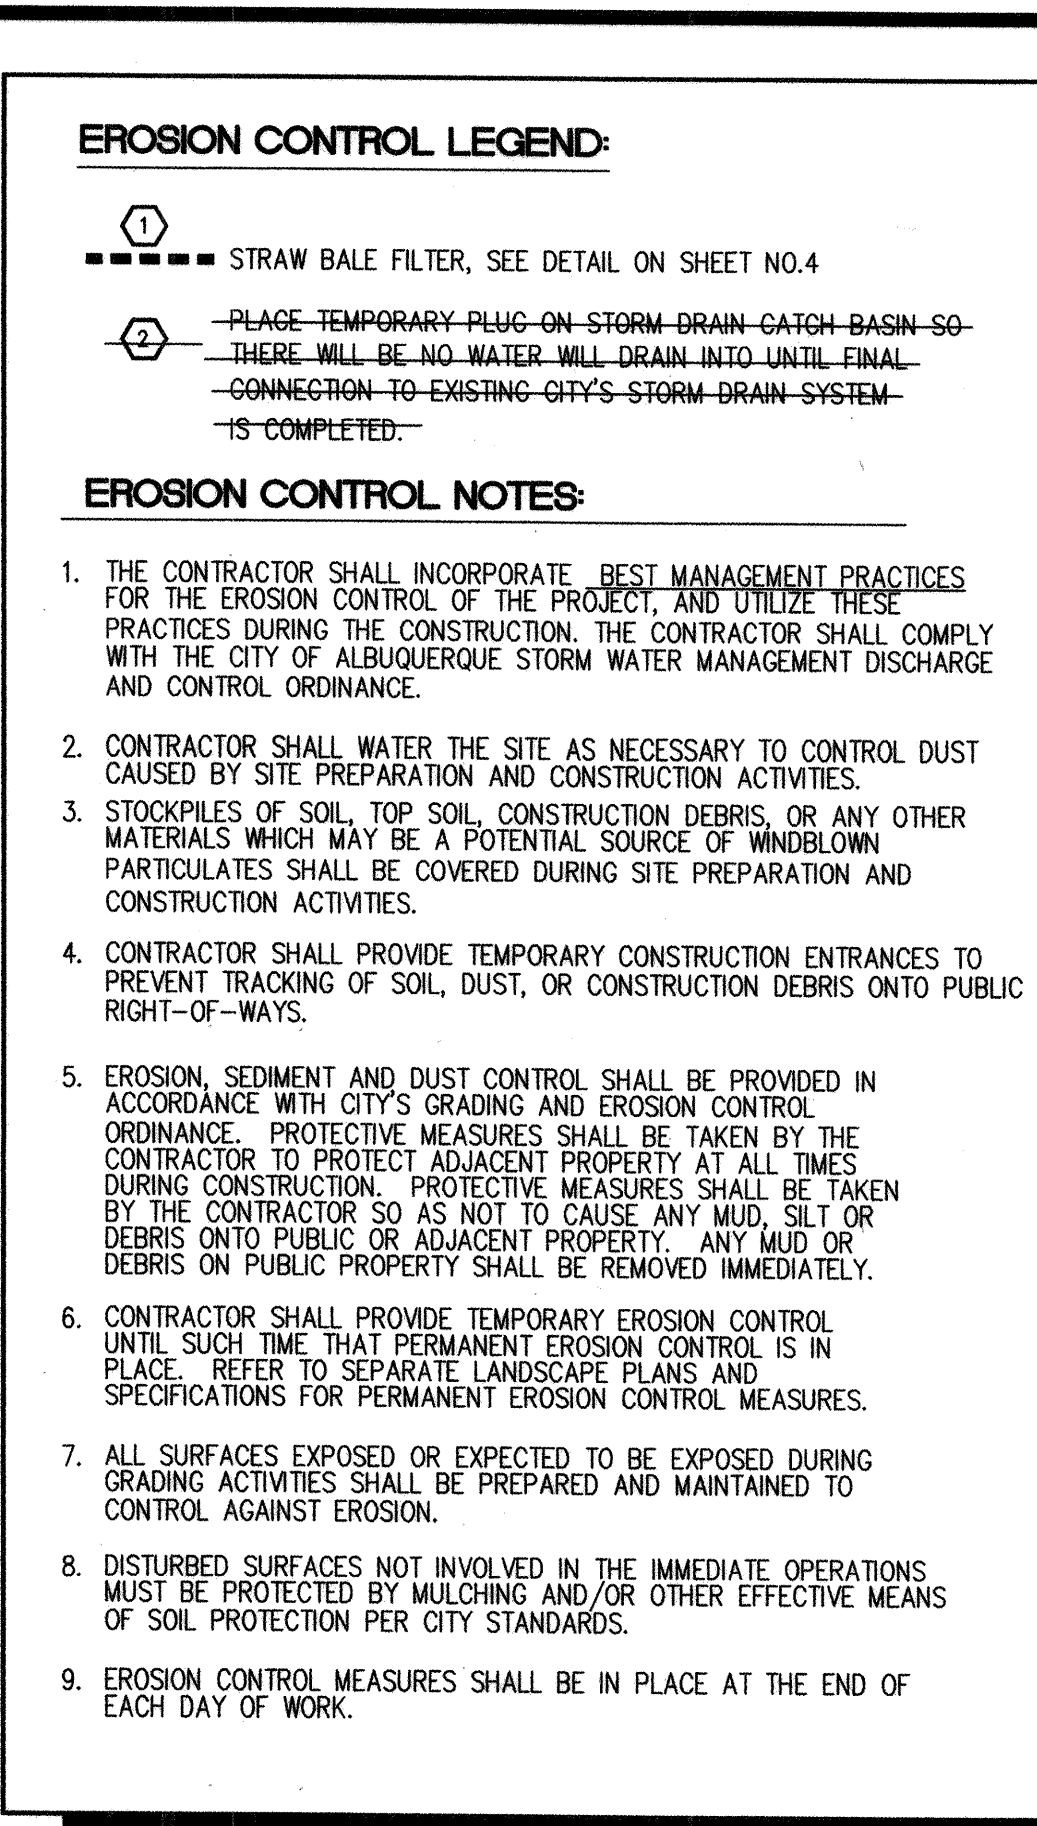 EROSION CONTROL LEGEND:
1
STRAW BALE FILTER, SEE DETAIL ON SHEET NO.4
2
PLACE TEMPORARY PLUG ON STORM DRAIN CATCH BASIN SO
THERE WILL BE NO WATER WILL DRAIN INTO UNTIL FINAL
CONNECTION TO EXISTING CITY'S STORM DRAIN SYSTEM
IS COMPLETED.
EROSION CONTROL NOTES:
1. THE CONTRACTOR SHALL INCORPORATE BEST MANAGEMENT PRACTICES
FOR THE EROSION CONTROL OF THE PROJECT, AND UTILIZE THESE
PRACTICES DURING THE CONSTRUCTION. THE CONTRACTOR SHALL COMPLY
WITH THE CITY OF ALBUQUERQUE STORM WATER MANAGEMENT DISCHARGE
AND CONTROL ORDINANCE.
2. CONTRACTOR SHALL WATER THE SITE AS NECESSARY TO CONTROL DUST
CAUSED BY SITE PREPARATION AND CONSTRUCTION ACTIVITIES.
3. STOCKPILES OF SOIL, TOP SOIL, CONSTRUCTION DEBRIS, OR ANY OTHER
MATERIALS WHICH MAY BE A POTENTIAL SOURCE OF WINDBLOWN
PARTICULATES SHALL BE COVERED DURING SITE PREPARATION AND
CONSTRUCTION ACTIVITIES.
4. CONTRACTOR SHALL PROVIDE TEMPORARY CONSTRUCTION ENTRANCES TO
PREVENT TRACKING OF SOIL, DUST, OR CONSTRUCTION DEBRIS ONTO PUBLIC
RIGHT-OF-WAYS.
5. EROSION, SEDIMENT AND DUST CONTROL SHALL BE PROVIDED IN
ACCORDANCE WITH CITY'S GRADING AND EROSION CONTROL
ORDINANCE. PROTECTIVE MEASURES SHALL BE TAKEN BY THE
CONTRACTOR TO PROTECT ADJACENT PROPERTY AT ALL TIMES
DURING CONSTRUCTION. PROTECTIVE MEASURES SHALL BE TAKEN
BY THE CONTRACTOR SO AS NOT TO CAUSE ANY MUD, SILT OR
DEBRIS ONTO PUBLIC OR ADJACENT PROPERTY. ANY MUD OR
DEBRIS ON PUBLIC PROPERTY SHALL BE REMOVED IMMEDIATELY.
6. CONTRACTOR SHALL PROVIDE TEMPORARY EROSION CONTROL
UNTIL SUCH TIME THAT PERMANENT EROSION CONTROL IS IN
PLACE. REFER TO SEPARATE LANDSCAPE PLANS AND
SPECIFICATIONS FOR PERMANENT EROSION CONTROL MEASURES.
7. ALL SURFACES EXPOSED OR EXPECTED TO BE EXPOSED DURING
GRADING ACTIVITIES SHALL BE PREPARED AND MAINTAINED TO
CONTROL AGAINST EROSION.
8. DISTURBED SURFACES NOT INVOLVED IN THE IMMEDIATE OPERATIONS
MUST BE PROTECTED BY MULCHING AND/OR OTHER EFFECTIVE MEANS
OF SOIL PROTECTION PER CITY STANDARDS.
9. EROSION CONTROL MEASURES SHALL BE IN PLACE AT THE END OF
EACH DAY OF WORK.